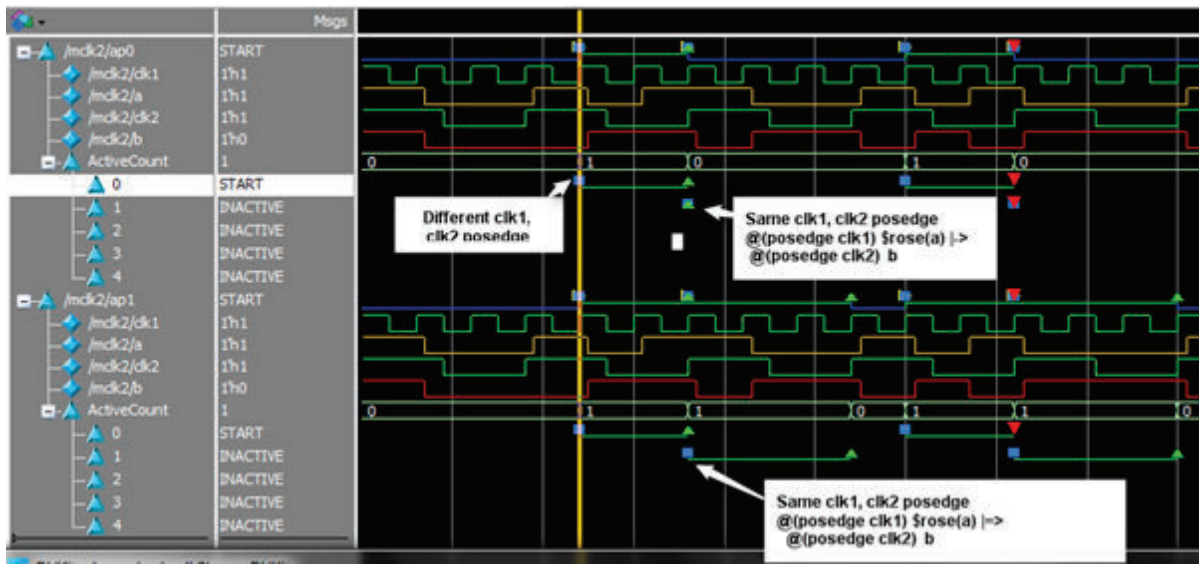 Msgs
/mclk2/ap0 START
/mclk2/clk1 1'h1
/mclk2/a 1'h1
/mclk2/clk2 1'h1
/mclk2/b 1'h0
ActiveCount 1 0 1 0 1 0
0 START
1 INACTIVE
2 INACTIVE
3 INACTIVE
4 INACTIVE
Different clk1,
clk2 posedge
Same clk1, clk2 posedge
@(posedge clk1) $rose(a) |->
@(posedge clk2) b
/mclk2/ap1 START
/mclk2/clk1 1'h1
/mclk2/a 1'h1
/mclk2/clk2 1'h1
/mclk2/b 1'h0
ActiveCount 1 0 1 1 0 1 1 0
0 START
1 INACTIVE
2 INACTIVE
3 INACTIVE
4 INACTIVE
Same clk1, clk2 posedge
@(posedge clk1) $rose(a) |=>
@(posedge clk2) b